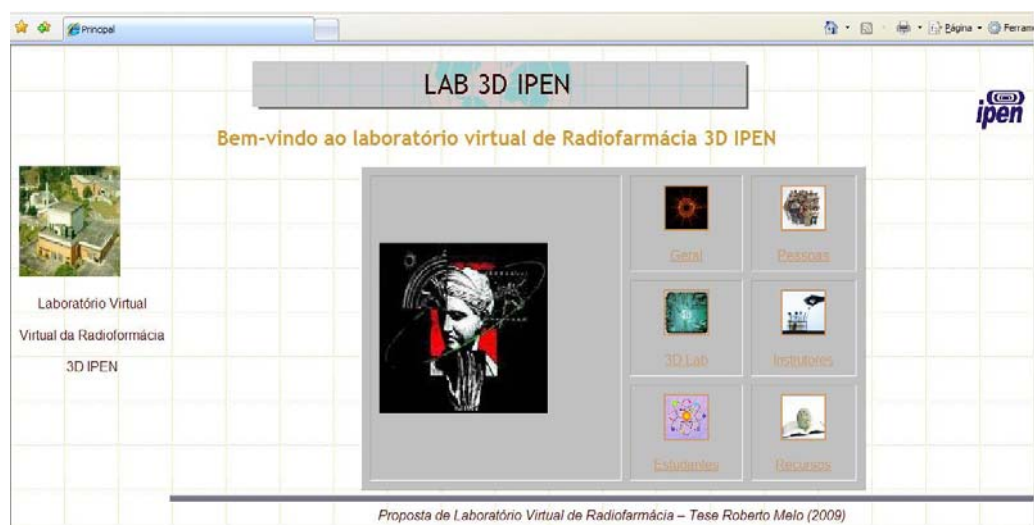 Principal
Página
Ferram
LAB 3D IPEN
ipen
Bem-vindo ao laboratório virtual de Radiofarmácia 3D IPEN
Geral
Pessoas
Laboratório Virtual
Virtual da Radioformácia
3D IPEN
3D Lab
Instrutores
Estudantes
Recursos
Proposta de Laboratório Virtual de Radiofarmácia – Tese Roberto Melo (2009)